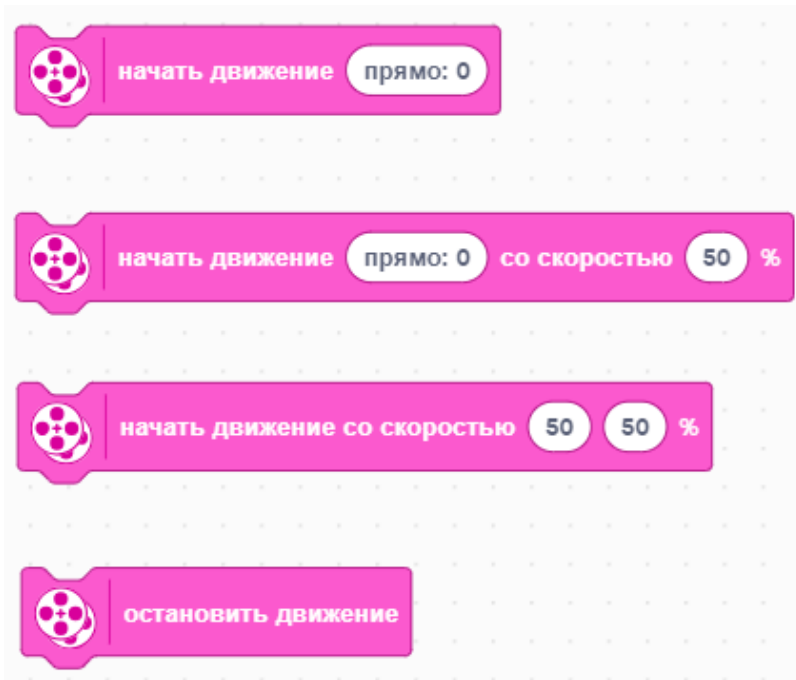 начать движение прямо: 0
начать движение прямо: 0 со скоростью 50 %
начать движение со скоростью 50 50 %
остановить движение